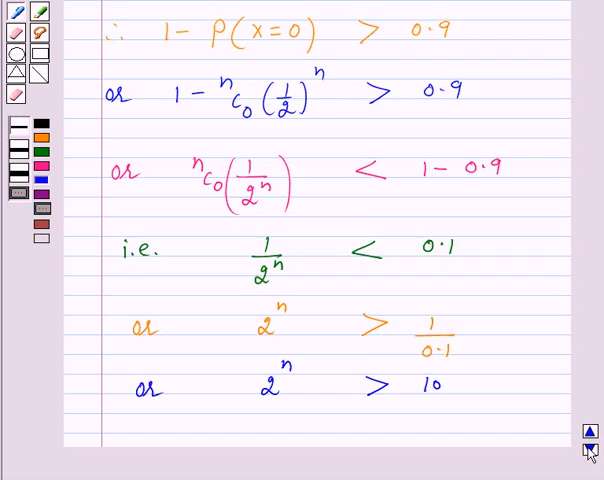 ∴ 1 - P(x=0) > 0.9
or 1 - ⁿC₀(1/2)ⁿ > 0.9
or ⁿC₀(1/2ⁿ) < 1 - 0.9
i.e. 1/2ⁿ < 0.1
or 2ⁿ > 1/0.1
or 2ⁿ > 10